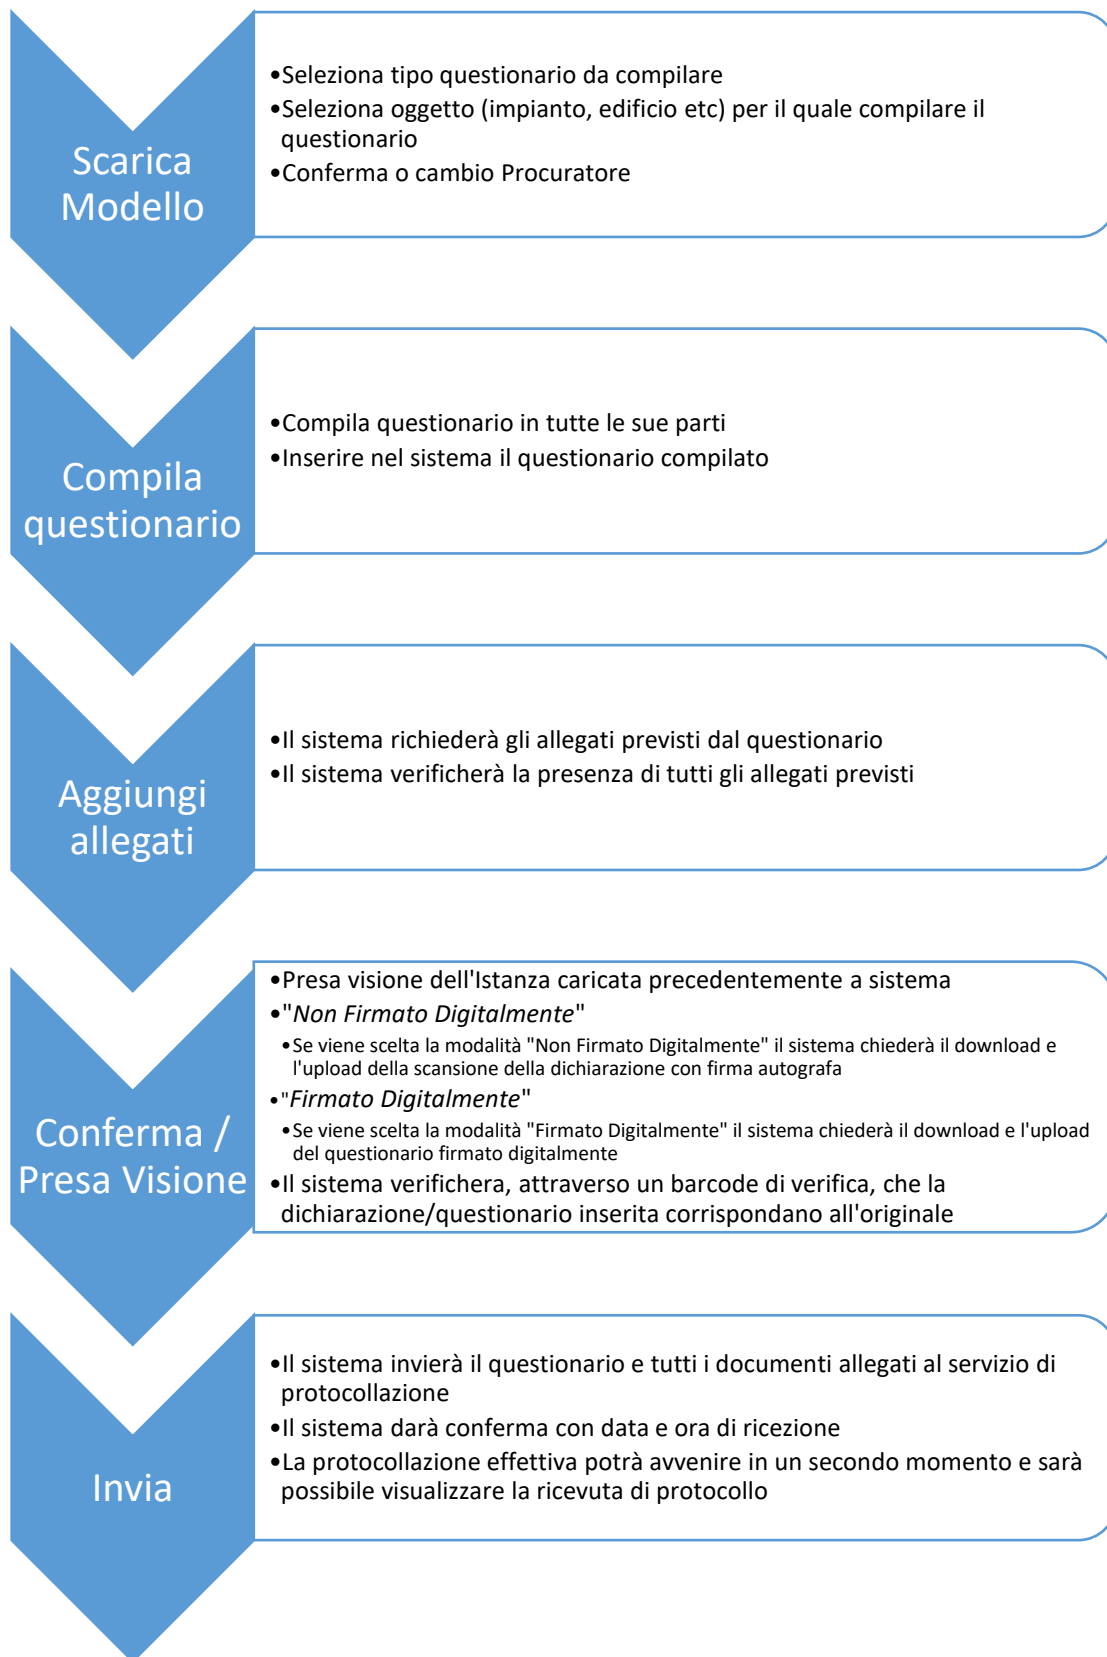 Scarica
Modello
•Seleziona tipo questionario da compilare
•Seleziona oggetto (impianto, edificio etc) per il quale compilare il
questionario
•Conferma o cambio Procuratore
Compila
questionario
•Compila questionario in tutte le sue parti
•Inserire nel sistema il questionario compilato
Aggiungi
allegati
•Il sistema richiederà gli allegati previsti dal questionario
•Il sistema verificherà la presenza di tutti gli allegati previsti
Conferma /
Presa Visione
•Presa visione dell'Istanza caricata precedentemente a sistema
•"Non Firmato Digitalmente"
•Se viene scelta la modalità "Non Firmato Digitalmente" il sistema chiederà il download e
l'upload della scansione della dichiarazione con firma autografa
•"Firmato Digitalmente"
•Se viene scelta la modalità "Firmato Digitalmente" il sistema chiederà il download e l'upload
del questionario firmato digitalmente
•Il sistema verifichera, attraverso un barcode di verifica, che la
dichiarazione/questionario inserita corrispondano all'originale
Invia
•Il sistema invierà il questionario e tutti i documenti allegati al servizio di
protocollazione
•Il sistema darà conferma con data e ora di ricezione
•La protocollazione effettiva potrà avvenire in un secondo momento e sarà
possibile visualizzare la ricevuta di protocollo